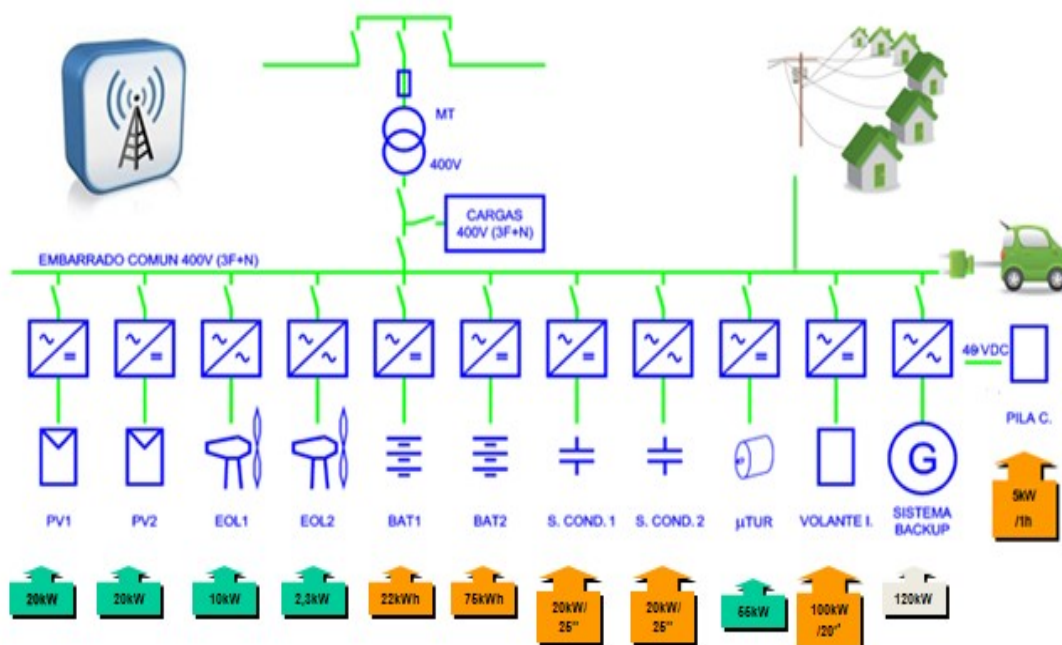 MT
400V
CARGAS
400V (3F+N)
EMBARRADO COMUN 400V (3F+N)
48 VDC
PILA C.
PV1
PV2
EOL1
EOL2
BAT1
BAT2
S. COND. 1
S. COND. 2
µTUR
VOLANTE I.
SISTEMA
BACKUP
G
5kW
/1h
20kW
20kW
10kW
2,3kW
22kWh
75kWh
20kW/
25''
20kW/
25''
55kW
100kW
/20''
120kW